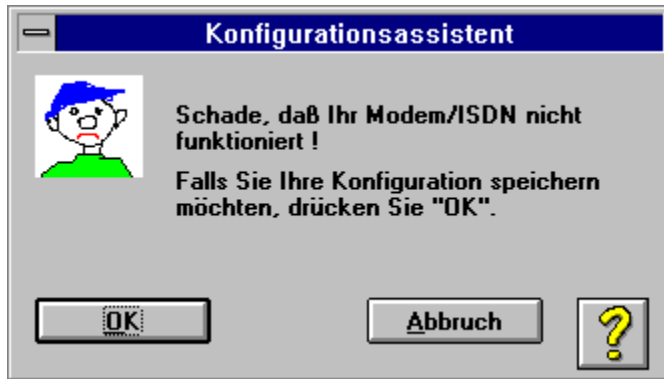 Konfigurationsassistent
Schade, daß Ihr Modem/ISDN nicht
funktioniert !
Falls Sie Ihre Konfiguration speichern
möchten, drücken Sie "OK".
OK
Abbruch
?